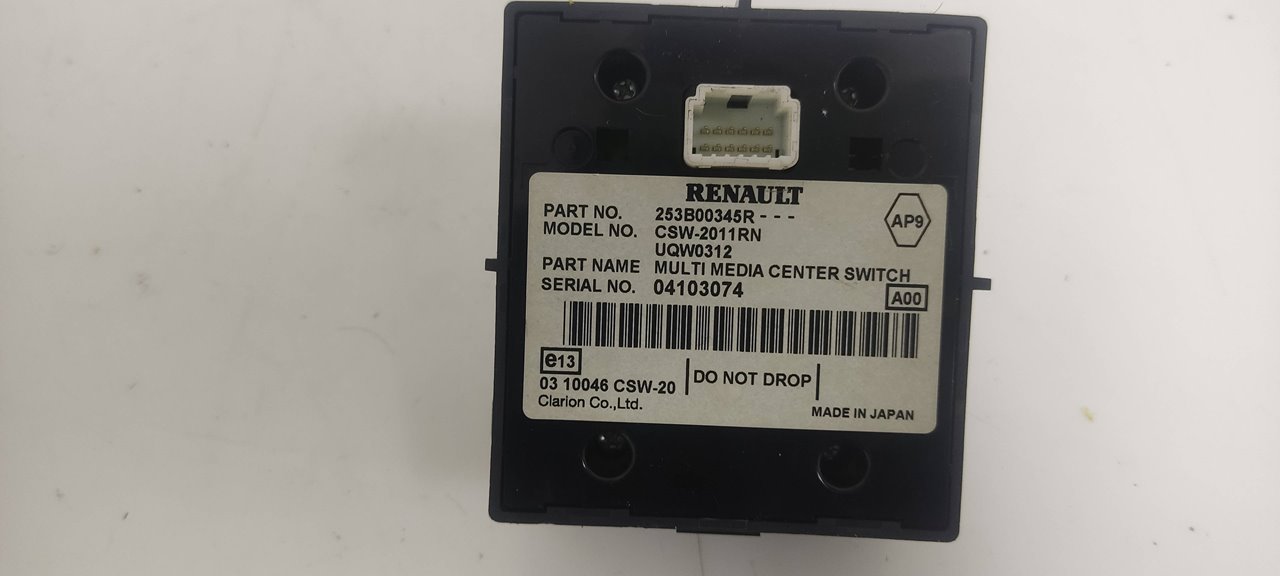 RENAULT
PART NO. 253B00345R - - -
AP9
MODEL NO. CSW-2011RN
UQW0312
PART NAME MULTI MEDIA CENTER SWITCH
SERIAL NO. 04103074
A00
e13
03 10046 CSW-20
DO NOT DROP
Clarion Co.,Ltd.
MADE IN JAPAN